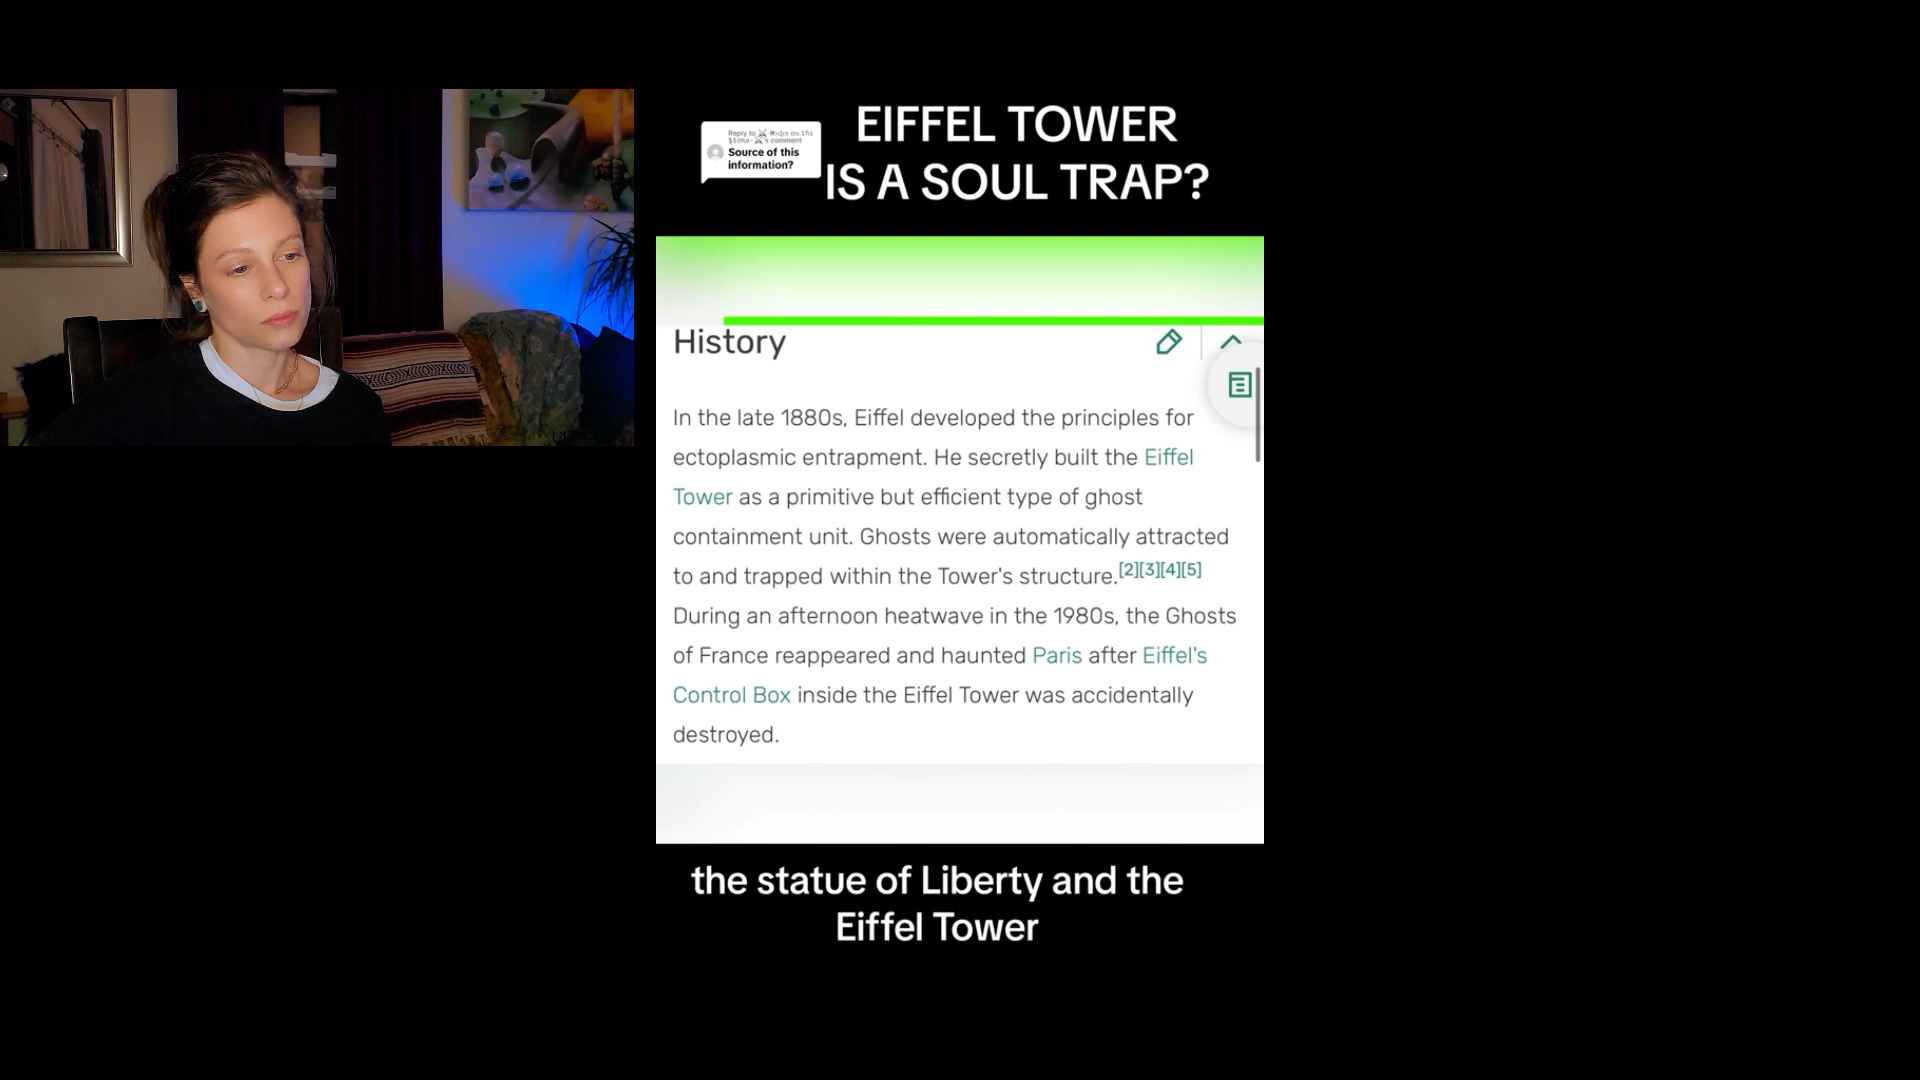 EIFFEL TOWER
IS A SOUL TRAP?
Reply to
's comment
Source of this
information?
History
In the late 1880s, Eiffel developed the principles for
ectoplasmic entrapment. He secretly built the Eiffel
Tower as a primitive but efficient type of ghost
containment unit. Ghosts were automatically attracted
to and trapped within the Tower's structure.[2][3][4][5]
During an afternoon heatwave in the 1980s, the Ghosts
of France reappeared and haunted Paris after Eiffel's
Control Box inside the Eiffel Tower was accidentally
destroyed.
the statue of Liberty and the
Eiffel Tower